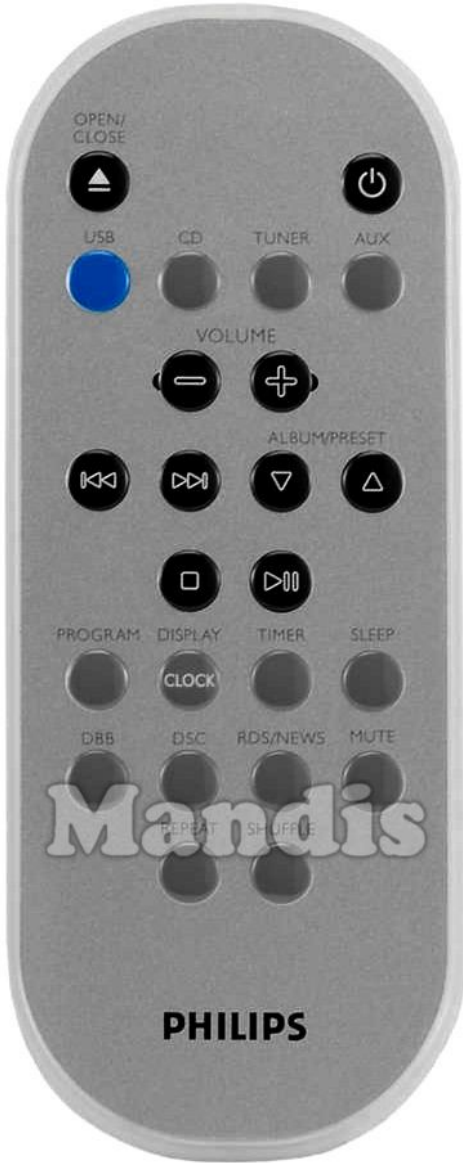 OPEN/
CLOSE
USB CD TUNER AUX
VOLUME
ALBUM/PRESET
PROGRAM DISPLAY TIMER SLEEP
CLOCK
DBB DSC RDS/NEWS MUTE
Mandis
REPEAT SHUFFLE
PHILIPS